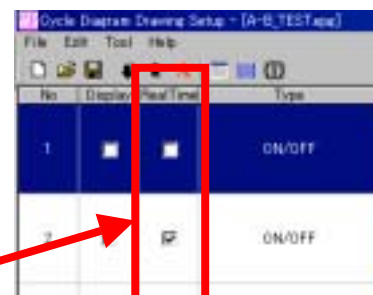 Cycle Diagram Drawing Setup - [A-B_TEST.app]
File Edit Tool Help
No Display RealTime Type
1 ON/OFF
2 ON/OFF